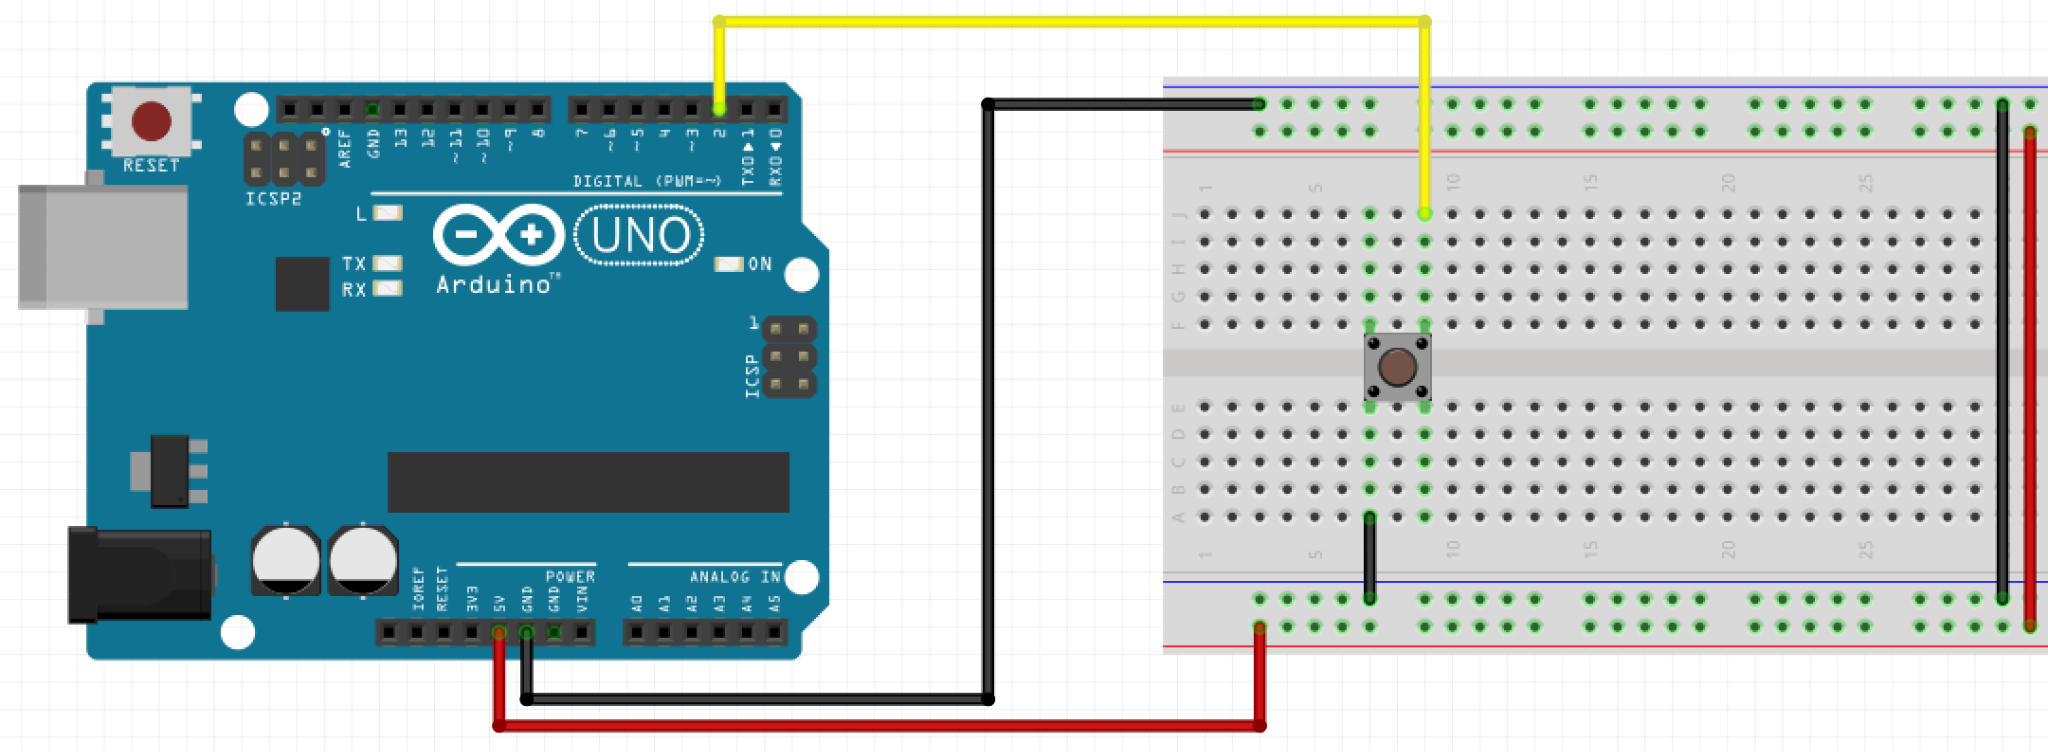 RESET
ICSP2
AREF
GND
13
12
~11
~10
~9
8
7
~6
~5
4
~3
2
TX0▶1
RX0◀0
DIGITAL (PWM=~)
L
TX
RX
UNO
Arduino™
ON
1
ICSP
POWER
ANALOG IN
IOREF
RESET
3V3
5V
GND
GND
VIN
A0
A1
A2
A3
A4
A5
1 5 10 15 20 25
J
I
H
G
F
E
D
C
B
A
1 5 10 15 20 25